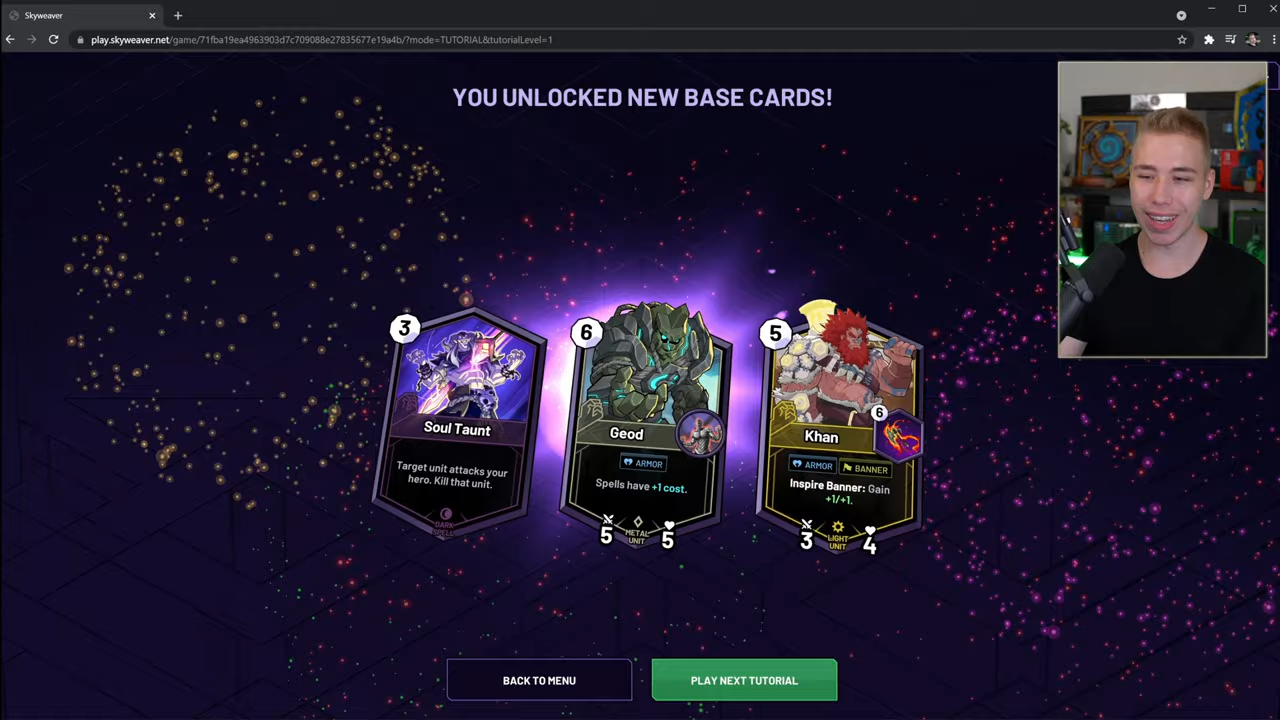 Skyweaver
play.skyweaver.net/game/71fba19ea4963903d7c709088e27835677e19a4b/?mode=TUTORIAL&tutorialLevel=1
YOU UNLOCKED NEW BASE CARDS!
3
Soul Taunt
Target unit attacks your
hero. Kill that unit.
DARK
SPELL
6
Geod
ARMOR
Spells have +1 cost.
5
METAL
UNIT
5
5
6
Khan
ARMOR
BANNER
Inspire Banner: Gain
+1/+1.
3
LIGHT
UNIT
4
BACK TO MENU
PLAY NEXT TUTORIAL